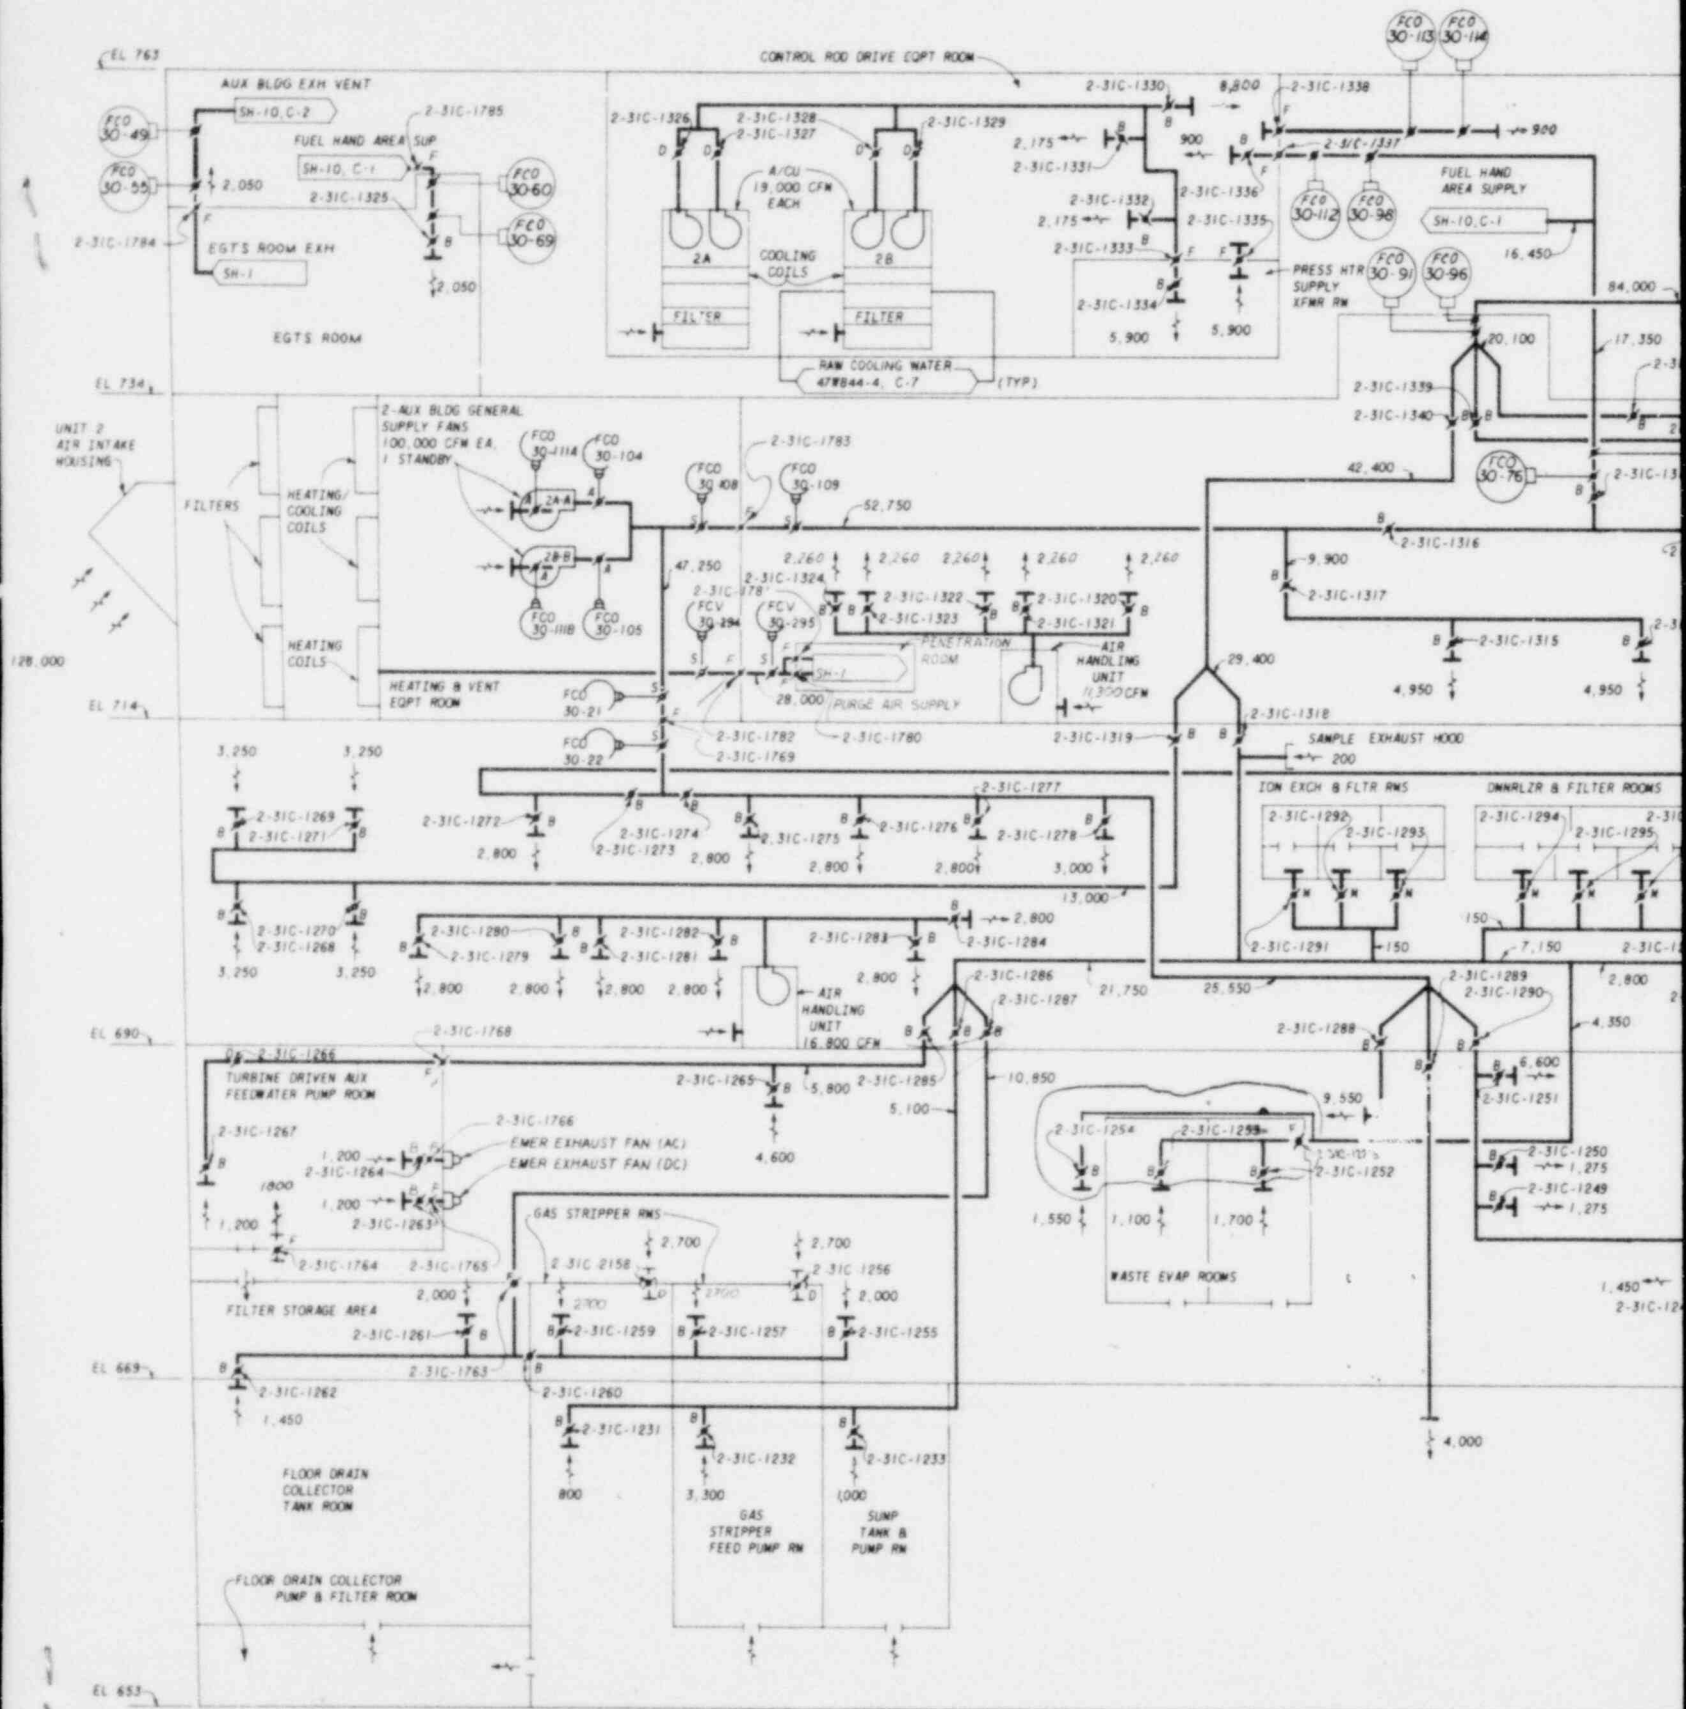 EL 763
CONTROL ROD DRIVE EQPT ROOM
FCO 30-113
FCO 30-114
AUX BLDG EXH VENT
SH-10, C-2
2-31C-1785
FCO 30-49
FUEL HAND AREA SUP
SH-10, C-1
FCO 30-55
2,050
2-31C-1325
FCO 30-60
FCO 30-69
2-31C-1784
EGTS ROOM EXH
SH-1
2,050
EGTS ROOM
2-31C-1326
2-31C-1328
2-31C-1327
2-31C-1329
D
D
D
D
A/CU
19,000 CFM
EACH
2A
2B
COOLING
COILS
FILTER
FILTER
RAW COOLING WATER
47W844-4, C-7
(TYP)
2-31C-1330
8,800
2-31C-1338
2,175
900
900
2-31C-1331
2-31C-1337
2-31C-1336
2-31C-1332
2-31C-1335
2,175
2-31C-1333
2-31C-1334
5,900
5,900
FCO 30-112
FCO 30-98
FUEL HAND
AREA SUPPLY
SH-10, C-1
16,450
PRESS HTR
SUPPLY
XFMR RM
FCO 30-91
FCO 30-96
84,000
20,100
17,350
EL 734
2-31C-1339
2-31C-1340
UNIT 2
AIR INTAKE
HOUSING
FILTERS
HEATING/
COOLING
COILS
HEATING
COILS
128,000
2-AUX BLDG GENERAL
SUPPLY FANS
100,000 CFM EA,
1 STANDBY
FCO 30-111A
FCO 30-104
2A-A
2B-B
FCO 30-111B
FCO 30-105
FCO 30-108
2-31C-1783
FCO 30-109
52,750
42,400
FCO 30-76
2-31C-1316
47,250
2,260
2,260
2,260
2,260
2,260
2-31C-1324
2-31C-1322
2-31C-1320
2-31C-1323
2-31C-1321
FCV 30-294
FCV 30-295
9,900
2-31C-1317
2-31C-1315
4,950
4,950
PENETRATION
ROOM
SH-1
AIR
HANDLING
UNIT
11,300 CFM
29,400
HEATING & VENT
EQPT ROOM
28,000
PURGE AIR SUPPLY
FCO 30-21
EL 714
2-31C-1782
2-31C-1780
2-31C-1769
FCO 30-22
2-31C-1319
2-31C-1318
SAMPLE EXHAUST HOOD
200
3,250
3,250
2-31C-1269
2-31C-1271
2-31C-1272
2-31C-1274
2-31C-1273
2-31C-1275
2-31C-1276
2-31C-1277
2-31C-1278
2,800
2,800
2,800
2,800
3,000
ION EXCH & FLTR RMS
DMNRLZR & FILTER ROOMS
2-31C-1292
2-31C-1293
2-31C-1294
2-31C-1295
13,000
2-31C-1270
2-31C-1268
3,250
3,250
2-31C-1280
2-31C-1279
2-31C-1282
2-31C-1281
2-31C-1283
2,800
2-31C-1284
2,800
2,800
2,800
2,800
2,800
2-31C-1291
150
150
7,150
AIR
HANDLING
UNIT
16,800 CFM
2-31C-1286
2-31C-1287
21,750
25,550
2-31C-1289
2-31C-1290
2,800
2-31C-1288
4,350
EL 690
2-31C-1768
2-31C-1266
TURBINE DRIVEN AUX
FEEDWATER PUMP ROOM
2-31C-1265
5,800
2-31C-1285
10,850
5,100
6,600
2-31C-1251
9,550
2-31C-1267
2-31C-1766
1,200
2-31C-1264
EMER EXHAUST FAN (AC)
EMER EXHAUST FAN (DC)
4,600
2-31C-1254
2-31C-1253
2-31C-1252
2-31C-1250
1,275
2-31C-1249
1,275
1800
1,200
1,200
2-31C-1263
GAS STRIPPER RMS
1,550
1,100
1,700
2,700
2,700
2-31C-1764
2-31C-1765
2-31C-2158
2-31C-1256
WASTE EVAP ROOMS
1,450
2,000
2700
2700
2,000
FILTER STORAGE AREA
2-31C-1261
2-31C-1259
2-31C-1257
2-31C-1255
EL 669
2-31C-1763
2-31C-1262
2-31C-1260
1,450
2-31C-1231
2-31C-1232
2-31C-1233
4,000
FLOOR DRAIN
COLLECTOR
TANK ROOM
800
3,300
1,000
GAS
STRIPPER
FEED PUMP RM
SUMP
TANK &
PUMP RM
FLOOR DRAIN COLLECTOR
PUMP & FILTER ROOM
EL 653